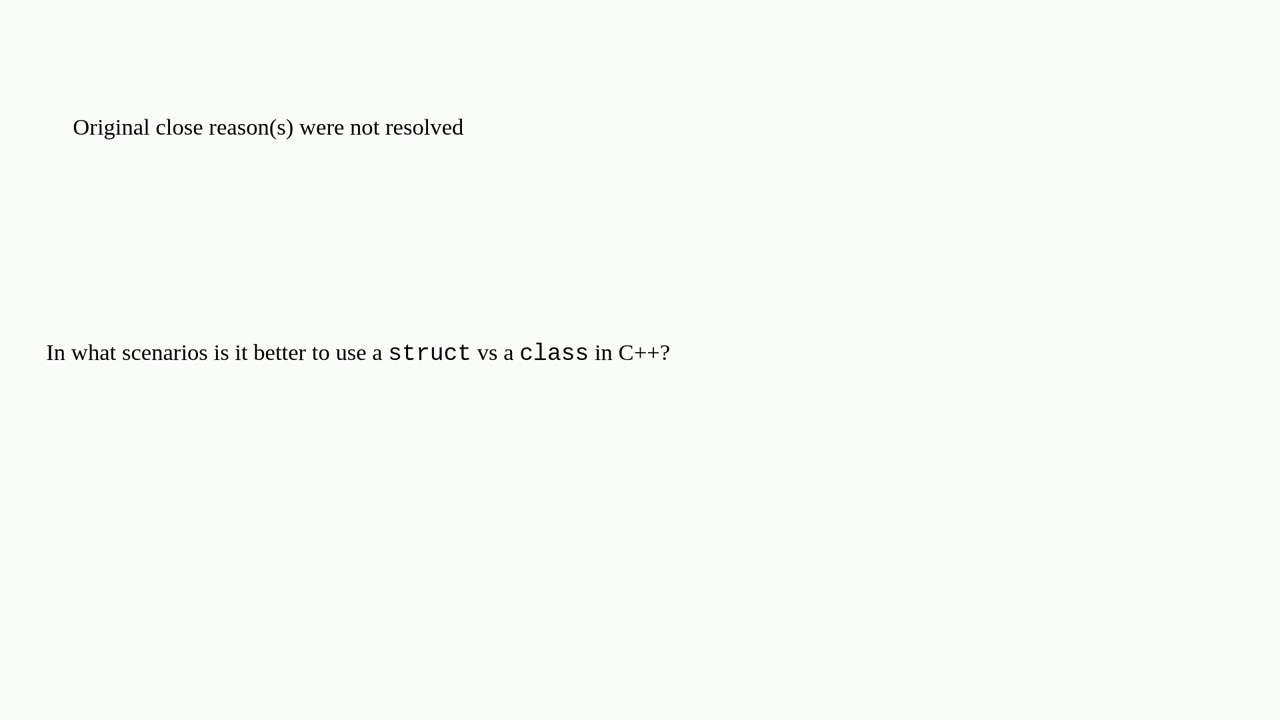 Original close reason(s) were not resolved
In what scenarios is it better to use a struct vs a class in C++?